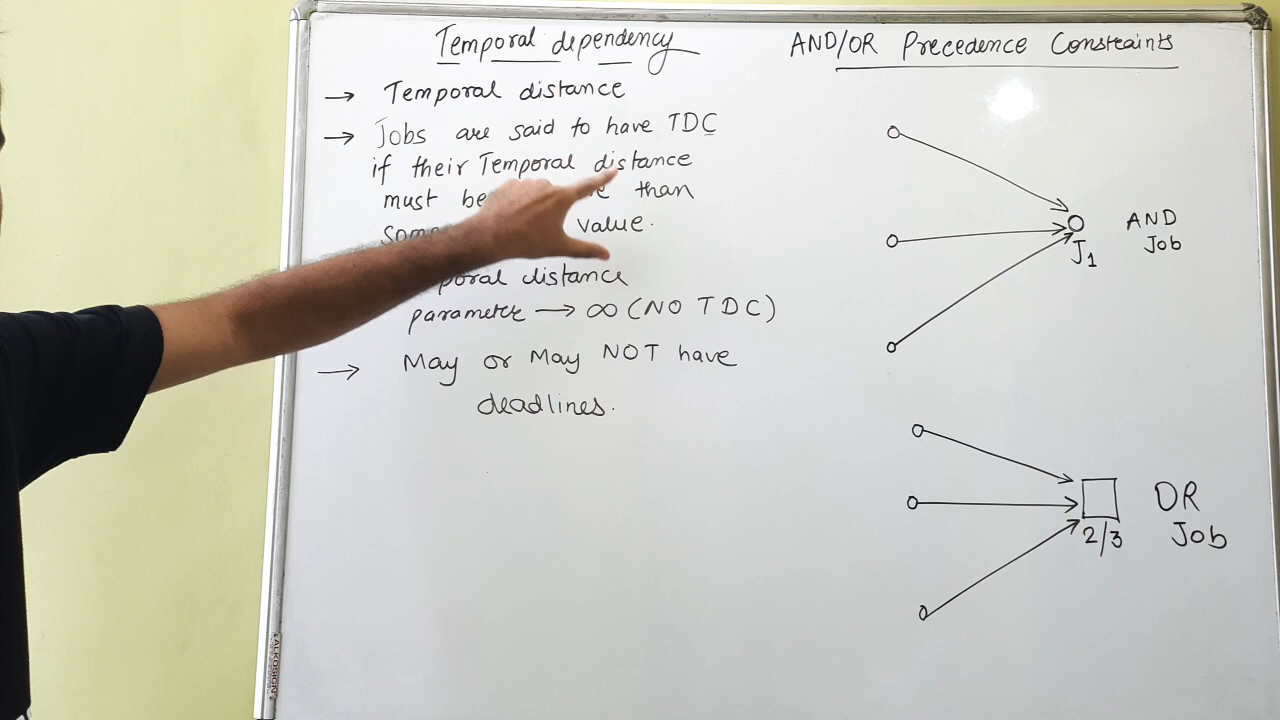 Temporal dependency
→ Temporal distance
→ Jobs are said to have TDC
if their Temporal distance
must be than
value.
distance
parameter → ∞ (NO TDC)
→ May or May NOT have
deadlines.
AND/OR Precedence Constraints
J1
AND
Job
2/3
OR
Job
ALKOSIGN